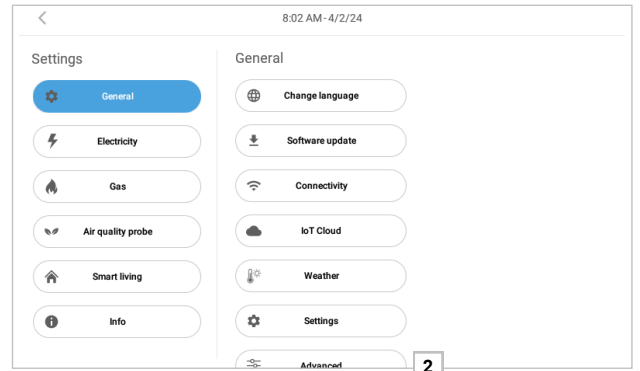 8:02 AM - 4/2/24
Settings
General
Electricity
Gas
Air quality probe
Smart living
Info
General
Change language
Software update
Connectivity
IoT Cloud
Weather
Settings
Advanced
2